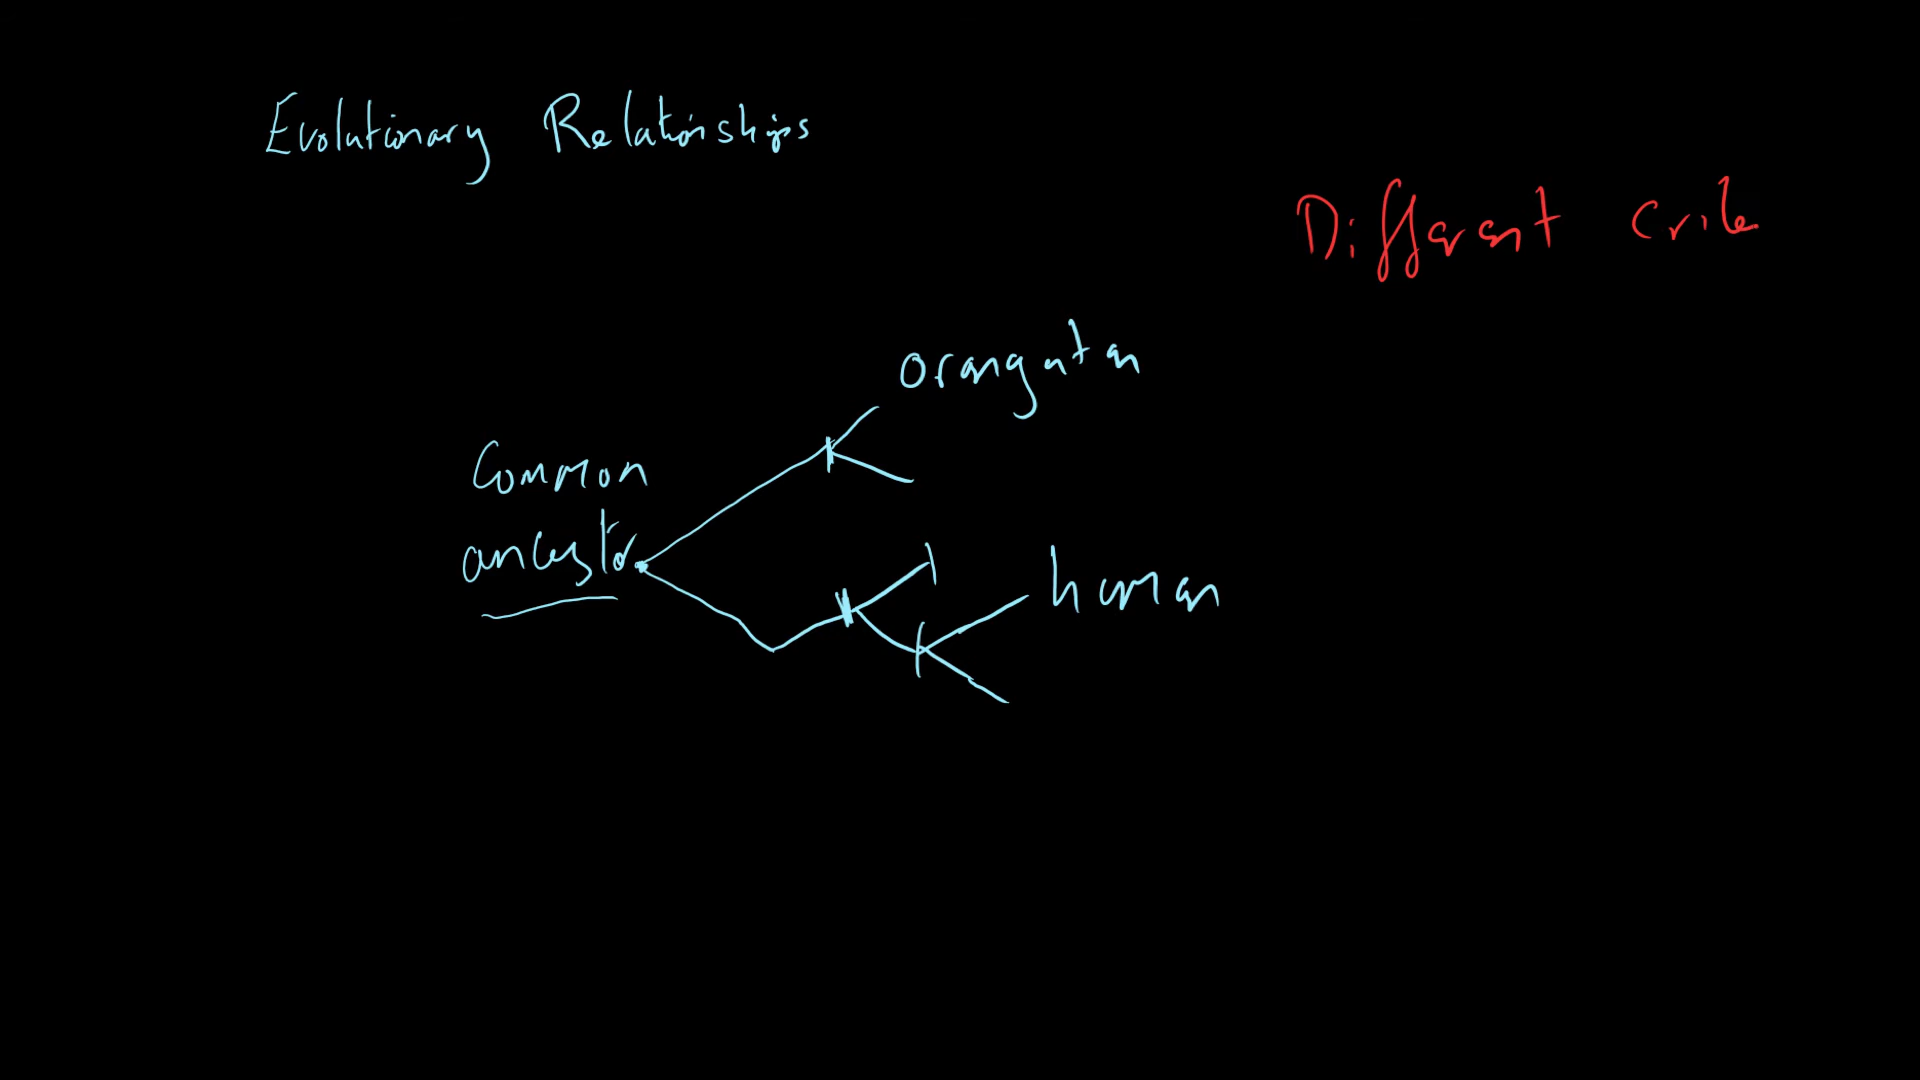 Evolutionary Relationships
Different crite
orangutan
Common
ancestor
human